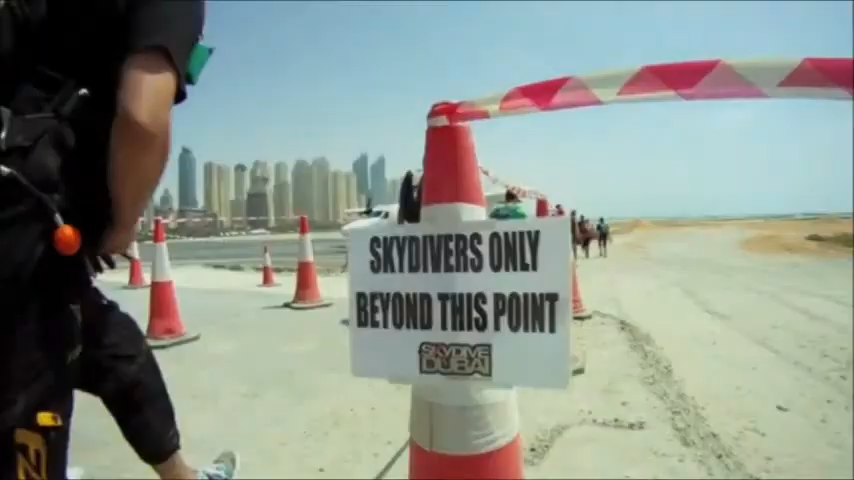 SKYDIVERS ONLY
BEYOND THIS POINT
SKYDIVE
DUBAI